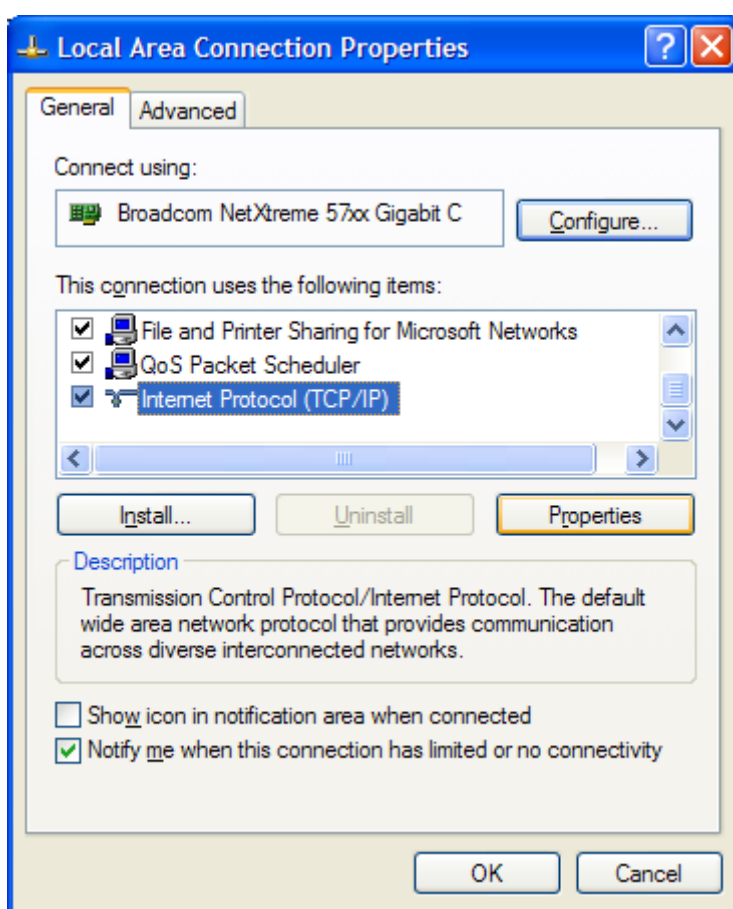 Local Area Connection Properties
General Advanced
Connect using:
Broadcom NetXtreme 57xx Gigabit C Configure...
This connection uses the following items:
File and Printer Sharing for Microsoft Networks
QoS Packet Scheduler
Internet Protocol (TCP/IP)
Install... Uninstall Properties
Description
Transmission Control Protocol/Internet Protocol. The default
wide area network protocol that provides communication
across diverse interconnected networks.
Show icon in notification area when connected
Notify me when this connection has limited or no connectivity
OK Cancel